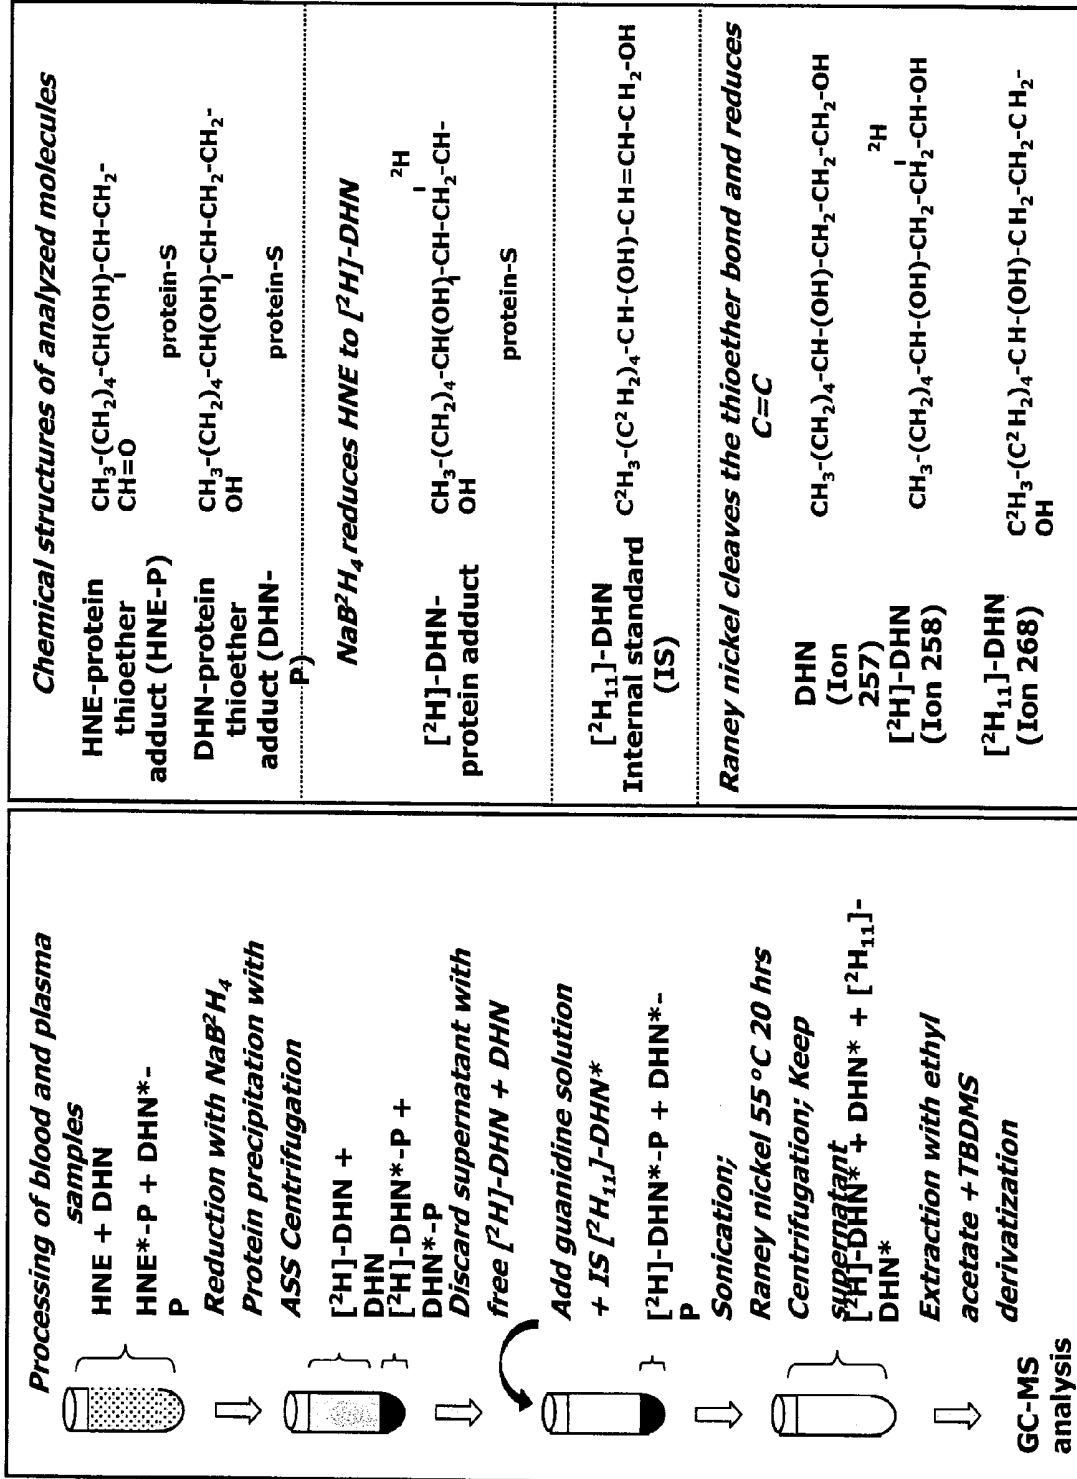 Processing of blood and plasma
samples
HNE + DHN
HNE*-P + DHN*-
P
Reduction with NaB²H₄
Protein precipitation with
ASS Centrifugation
[²H]-DHN +
DHN
[²H]-DHN*-P +
DHN*-P
Discard supernatant with
free [²H]-DHN + DHN
Add guanidine solution
+ IS [²H₁₁]-DHN*
[²H]-DHN*-P + DHN*-
P
Sonication;
Raney nickel 55°C 20 hrs
Centrifugation; Keep
supernatant
[²H]-DHN* + DHN* + [²H₁₁]-
DHN*
Extraction with ethyl
acetate +TBDMS
derivatization
GC-MS
analysis
Chemical structures of analyzed molecules
HNE-protein
thioether
adduct (HNE-P)
CH₃-(CH₂)₄-CH(OH)-CH-CH₂-
CH=O
protein-S
DHN-protein
thioether
adduct (DHN-
P)
CH₃-(CH₂)₄-CH(OH)-CH-CH₂-CH₂-
OH
protein-S
NaB²H₄ reduces HNE to [²H]-DHN
²H
[²H]-DHN-
protein adduct
CH₃-(CH₂)₄-CH(OH)-CH-CH₂-CH-
OH
protein-S
[²H₁₁]-DHN
Internal standard
(IS)
C²H₃-(C²H₂)₄-CH-(OH)-CH=CH-CH₂-OH
Raney nickel cleaves the thioether bond and reduces
C=C
DHN
(Ion
257)
CH₃-(CH₂)₄-CH-(OH)-CH₂-CH₂-CH₂-OH
²H
[²H]-DHN
(Ion 258)
CH₃-(CH₂)₄-CH-(OH)-CH₂-CH₂-CH-OH
[²H₁₁]-DHN
(Ion 268)
C²H₃-(C²H₂)₄-CH-(OH)-CH₂-CH₂-CH₂-
OH